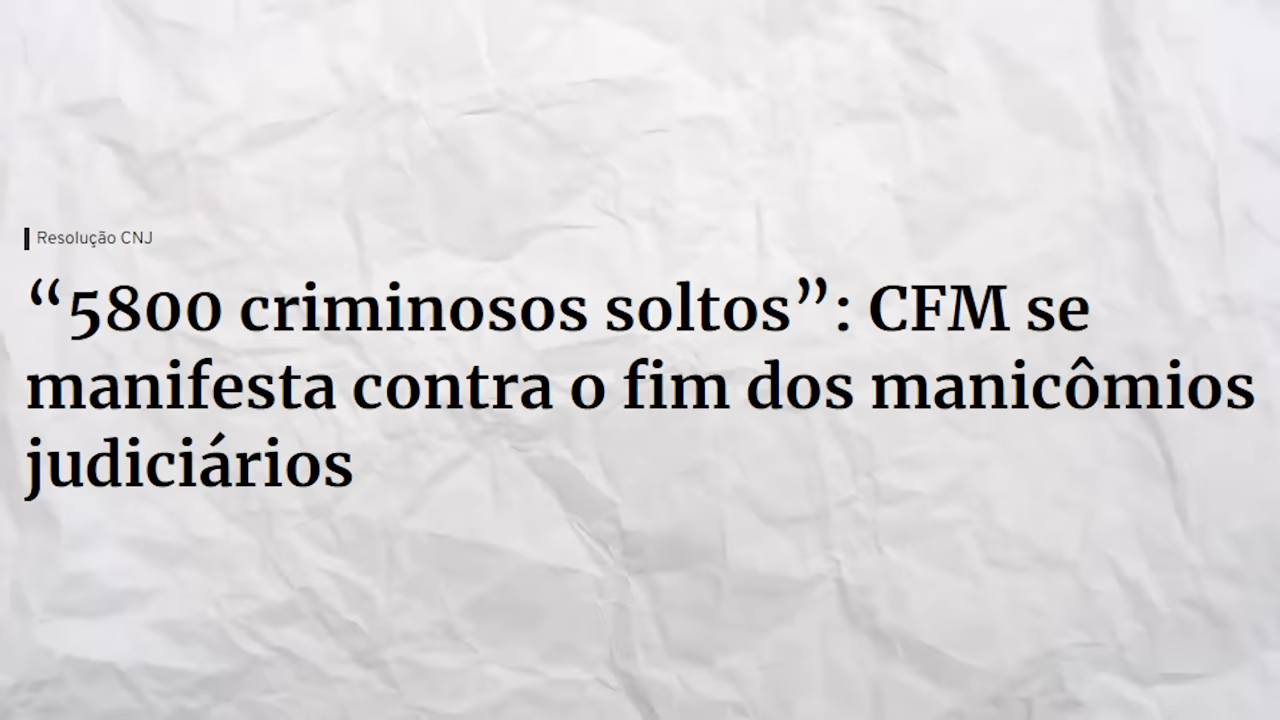 Resolução CNJ
“5800 criminosos soltos”: CFM se
manifesta contra o fim dos manicômios
judiciários